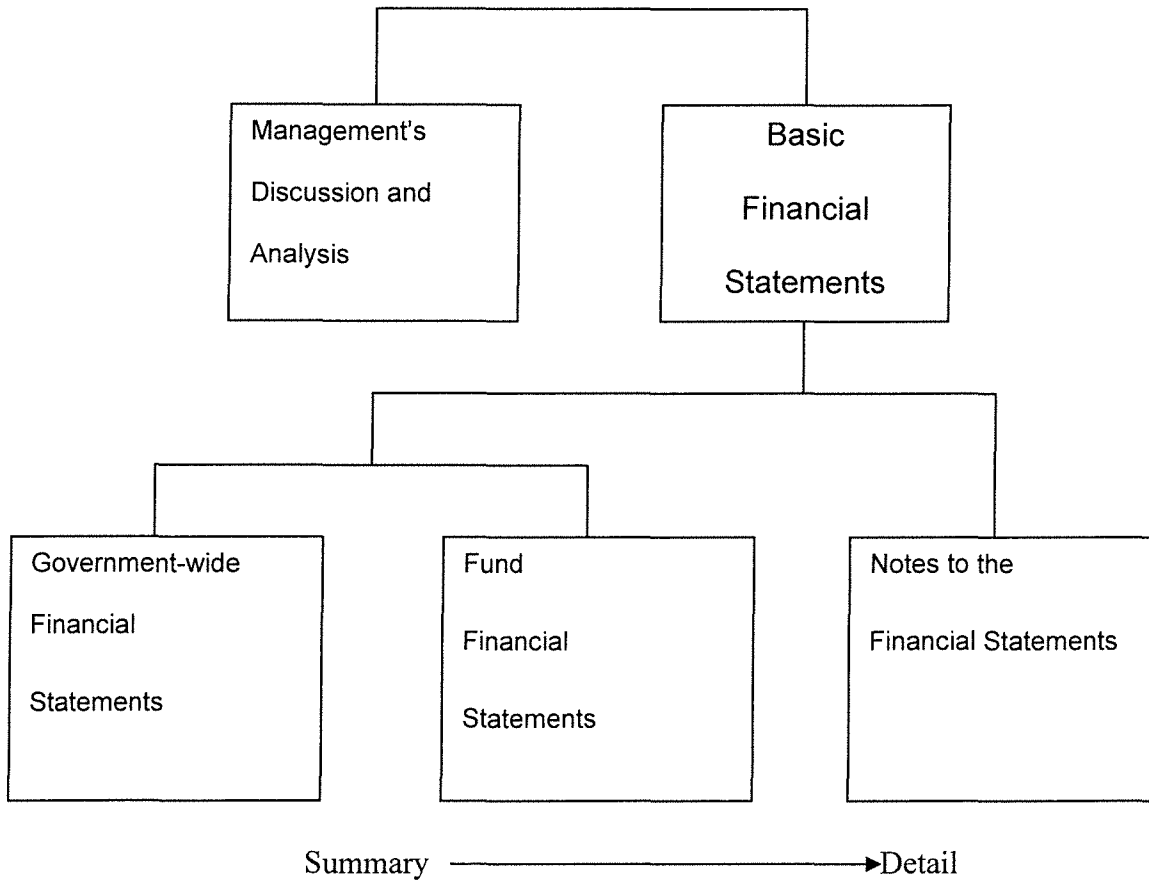 Management's
Discussion and
Analysis
Basic
Financial
Statements
Government-wide
Financial
Statements
Fund
Financial
Statements
Notes to the
Financial Statements
Summary
Detail